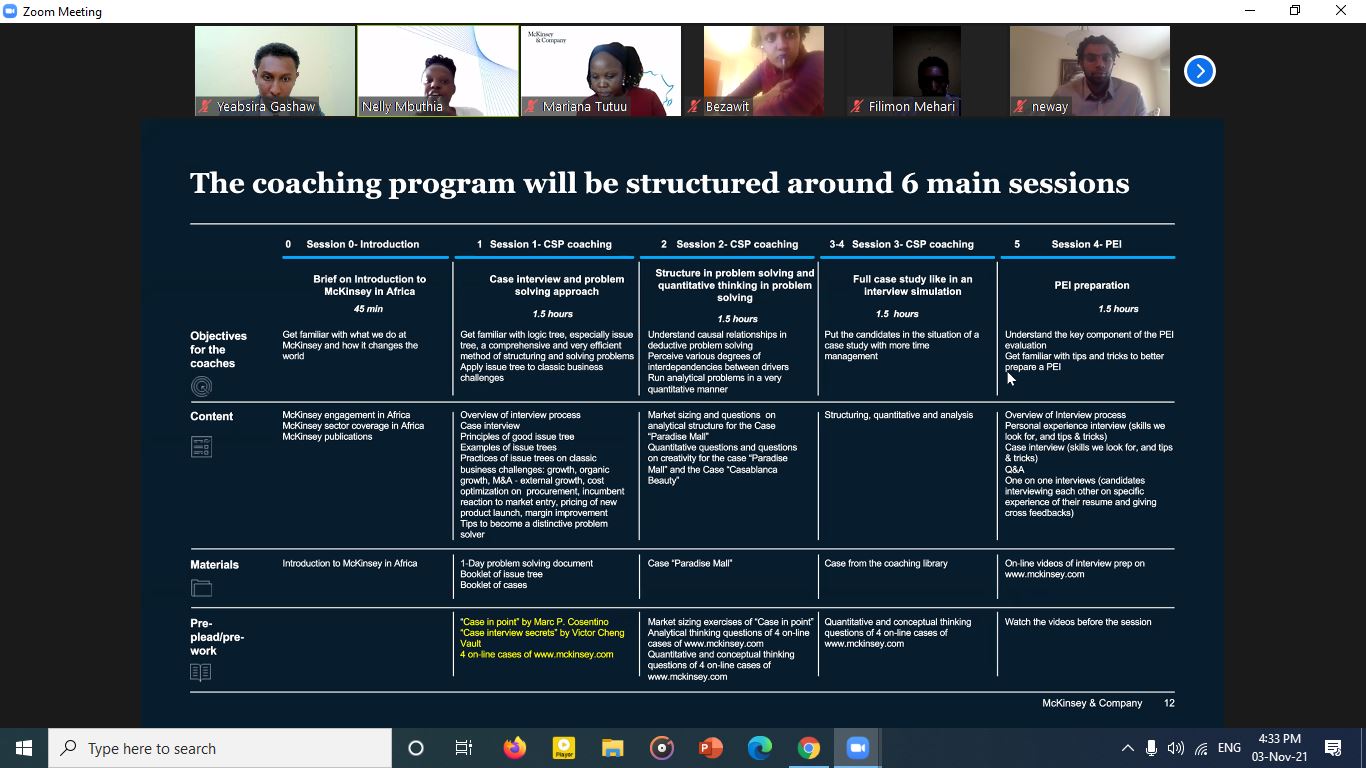 Zoom Meeting
McKinsey
& Company
Yeabsira Gashaw
Nelly Mbuthia
Mariana Tutuu
Bezawit
Filimon Mehari
neway
The coaching program will be structured around 6 main sessions
0 Session 0- Introduction
1 Session 1- CSP coaching
2 Session 2- CSP coaching
3-4 Session 3- CSP coaching
5 Session 4- PEI
Brief on Introduction to
McKinsey in Africa
45 min
Case interview and problem
solving approach
1.5 hours
Structure in problem solving and
quantitative thinking in problem
solving
1.5 hours
Full case study like in an
interview simulation
1.5 hours
PEI preparation
1.5 hours
Objectives
for the
coaches
Get familiar with what we do at
McKinsey and how it changes the
world
Get familiar with logic tree, especially issue
tree, a comprehensive and very efficient
method of structuring and solving problems
Apply issue tree to classic business
challenges
Understand causal relationships in
deductive problem solving
Perceive various degrees of
interdependencies between drivers
Run analytical problems in a very
quantitative manner
Put the candidates in the situation of a
case study with more time
management
Understand the key component of the PEI
evaluation
Get familiar with tips and tricks to better
prepare a PEI
Content
McKinsey engagement in Africa
McKinsey sector coverage in Africa
McKinsey publications
Overview of interview process
Case interview
Principles of good issue tree
Examples of issue trees
Practices of issue trees on classic
business challenges: growth, organic
growth, M&A - external growth, cost
optimization on procurement, incumbent
reaction to market entry, pricing of new
product launch, margin improvement
Tips to become a distinctive problem
solver
Market sizing and questions on
analytical structure for the Case
"Paradise Mall"
Quantitative questions and questions
on creativity for the case "Paradise
Mall" and the Case "Casablanca
Beauty"
Structuring, quantitative and analysis
Overview of Interview process
Personal experience interview (skills we
look for, and tips & tricks)
Case interview (skills we look for, and tips
& tricks)
Q&A
One on one interviews (candidates
interviewing each other on specific
experience of their resume and giving
cross feedbacks)
Materials
Introduction to McKinsey in Africa
1-Day problem solving document
Booklet of issue tree
Booklet of cases
Case "Paradise Mall"
Case from the coaching library
On-line videos of interview prep on
www.mckinsey.com
Pre-
plead/pre-
work
"Case in point" by Marc P. Cosentino
"Case interview secrets" by Victor Cheng
Vault
4 on-line cases of www.mckinsey.com
Market sizing exercises of "Case in point"
Analytical thinking questions of 4 on-line
cases of www.mckinsey.com
Quantitative and conceptual thinking
questions of 4 on-line cases of
www.mckinsey.com
Quantitative and conceptual thinking
questions of 4 on-line cases of
www.mckinsey.com
Watch the videos before the session
McKinsey & Company 12
Type here to search
Player
ENG
4:33 PM
03-Nov-21